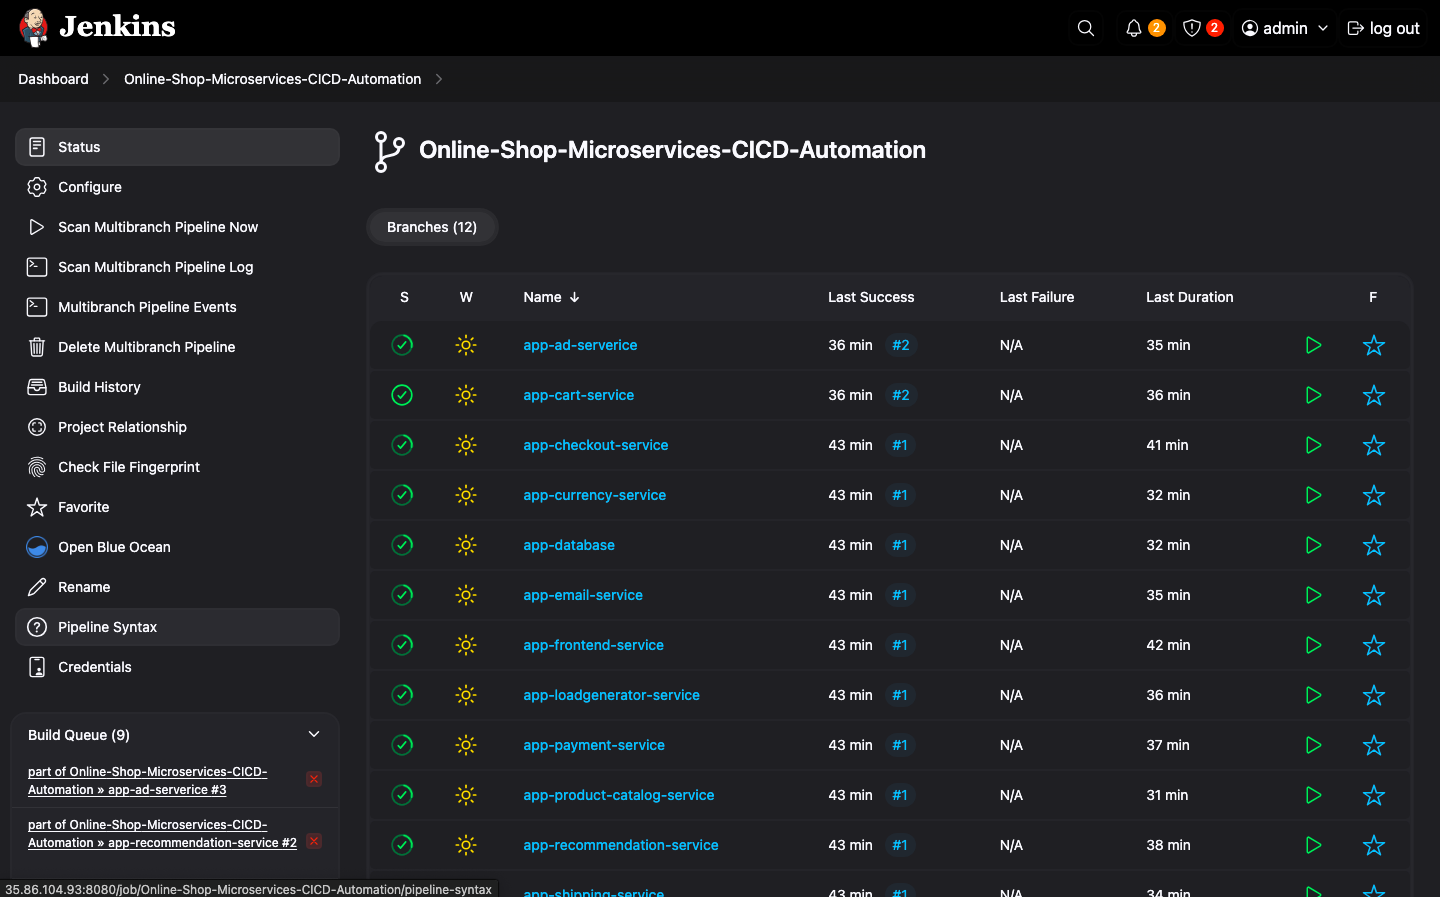 Jenkins
2
2
admin
log out
Dashboard
Online-Shop-Microservices-CICD-Automation
Status
Configure
Scan Multibranch Pipeline Now
Scan Multibranch Pipeline Log
Multibranch Pipeline Events
Delete Multibranch Pipeline
Build History
Project Relationship
Check File Fingerprint
Favorite
Open Blue Ocean
Rename
Pipeline Syntax
Credentials
Build Queue (9)
part of Online-Shop-Microservices-CICD-
Automation » app-ad-serverice #3
part of Online-Shop-Microservices-CICD-
Automation » app-recommendation-service #2
35.86.104.93:8080/job/Online-Shop-Microservices-CICD-Automation/pipeline-syntax
Online-Shop-Microservices-CICD-Automation
Branches (12)
S W Name ↓ Last Success Last Failure Last Duration F
app-ad-serverice 36 min #2 N/A 35 min
app-cart-service 36 min #2 N/A 36 min
app-checkout-service 43 min #1 N/A 41 min
app-currency-service 43 min #1 N/A 32 min
app-database 43 min #1 N/A 32 min
app-email-service 43 min #1 N/A 35 min
app-frontend-service 43 min #1 N/A 42 min
app-loadgenerator-service 43 min #1 N/A 36 min
app-payment-service 43 min #1 N/A 37 min
app-product-catalog-service 43 min #1 N/A 31 min
app-recommendation-service 43 min #1 N/A 38 min
app-shipping-service 43 min #1 N/A 34 min